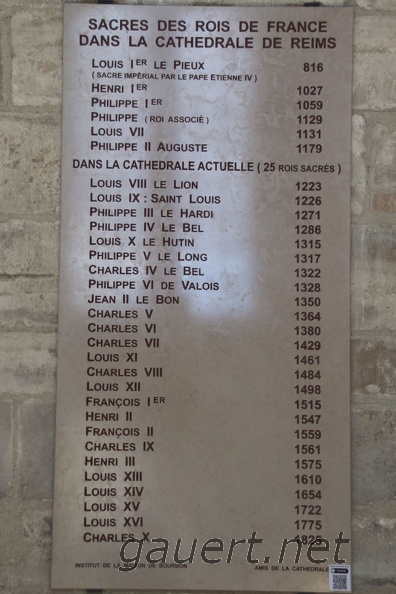 SACRES DES ROIS DE FRANCE
DANS LA CATHEDRALE DE REIMS
LOUIS IER LE PIEUX 816
(SACRE IMPÉRIAL PAR LE PAPE ETIENNE IV)
HENRI IER 1027
PHILIPPE IER 1059
PHILIPPE (ROI ASSOCIÉ) 1129
LOUIS VII 1131
PHILIPPE II AUGUSTE 1179
DANS LA CATHEDRALE ACTUELLE (25 ROIS SACRÉS)
LOUIS VIII LE LION 1223
LOUIS IX : SAINT LOUIS 1226
PHILIPPE III LE HARDI 1271
PHILIPPE IV LE BEL 1286
LOUIS X LE HUTIN 1315
PHILIPPE V LE LONG 1317
CHARLES IV LE BEL 1322
PHILIPPE VI DE VALOIS 1328
JEAN II LE BON 1350
CHARLES V 1364
CHARLES VI 1380
CHARLES VII 1429
LOUIS XI 1461
CHARLES VIII 1484
LOUIS XII 1498
FRANÇOIS IER 1515
HENRI II 1547
FRANÇOIS II 1559
CHARLES IX 1561
HENRI III 1575
LOUIS XIII 1610
LOUIS XIV 1654
LOUIS XV 1722
LOUIS XVI 1775
CHARLES X 1825
gauert.net
INSTITUT DE LA MAISON DE BOURBON AMIS DE LA CATHEDRALE